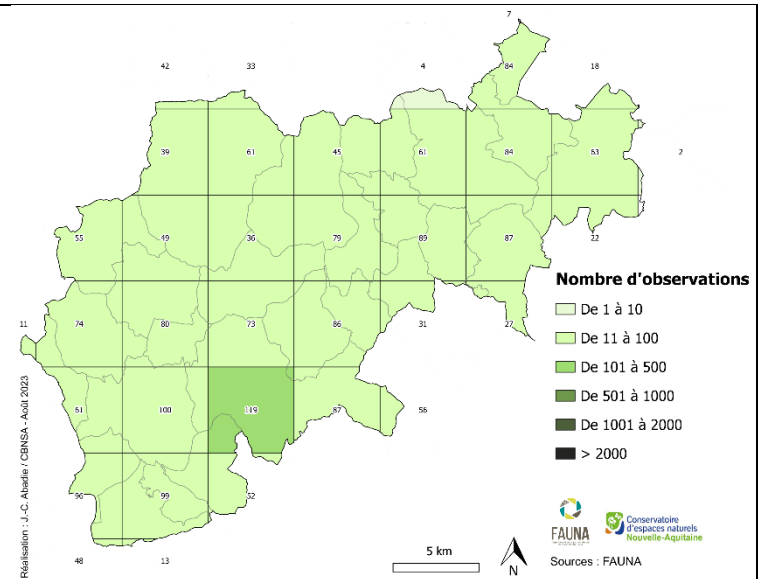 7
42 33 4 84 18
39 61 45 61 84 63 2
55 49 36 79 89 87 22
Nombre d'observations
De 1 à 10
De 11 à 100
De 101 à 500
De 501 à 1000
De 1001 à 2000
> 2000
11 74 80 73 86 31 27
61 100 119 67 56
96 99 52
48 13
5 km
N
FAUNA
Conservatoire
d'espaces naturels
Nouvelle-Aquitaine
Sources : FAUNA
Réalisation : J.-C. Abadie / CBNSA - Août 2023